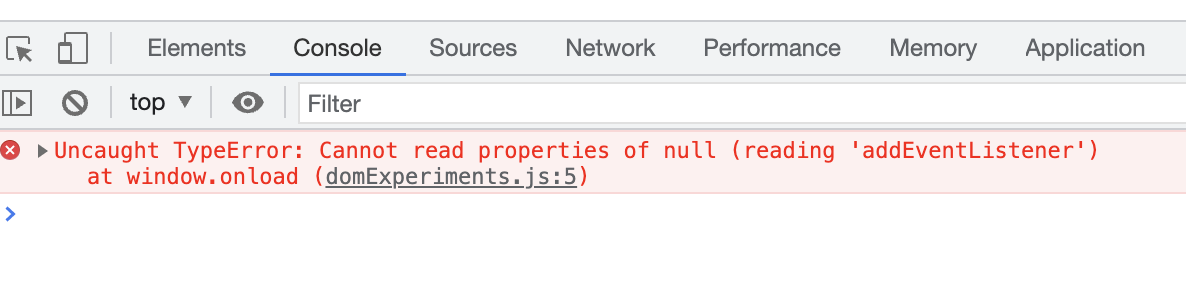 Elements Console Sources Network Performance Memory Application
top Filter
Uncaught TypeError: Cannot read properties of null (reading 'addEventListener')
at window.onload (domExperiments.js:5)